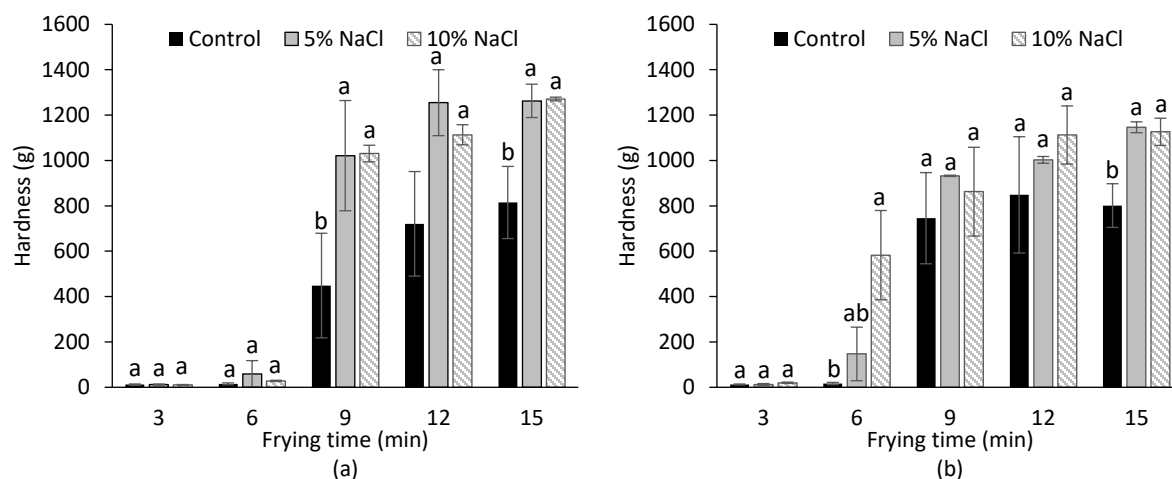 1600
1400
1200
1000
800
600
400
200
0
Hardness (g)
Control 5% NaCl 10% NaCl
a a a
a a a
b a a
a a
b a a
3 6 9 12 15
Frying time (min)
(a)
1600
1400
1200
1000
800
600
400
200
0
Hardness (g)
Control 5% NaCl 10% NaCl
a a a
b ab a
a a a
a a a
b a a
3 6 9 12 15
Frying time (min)
(b)